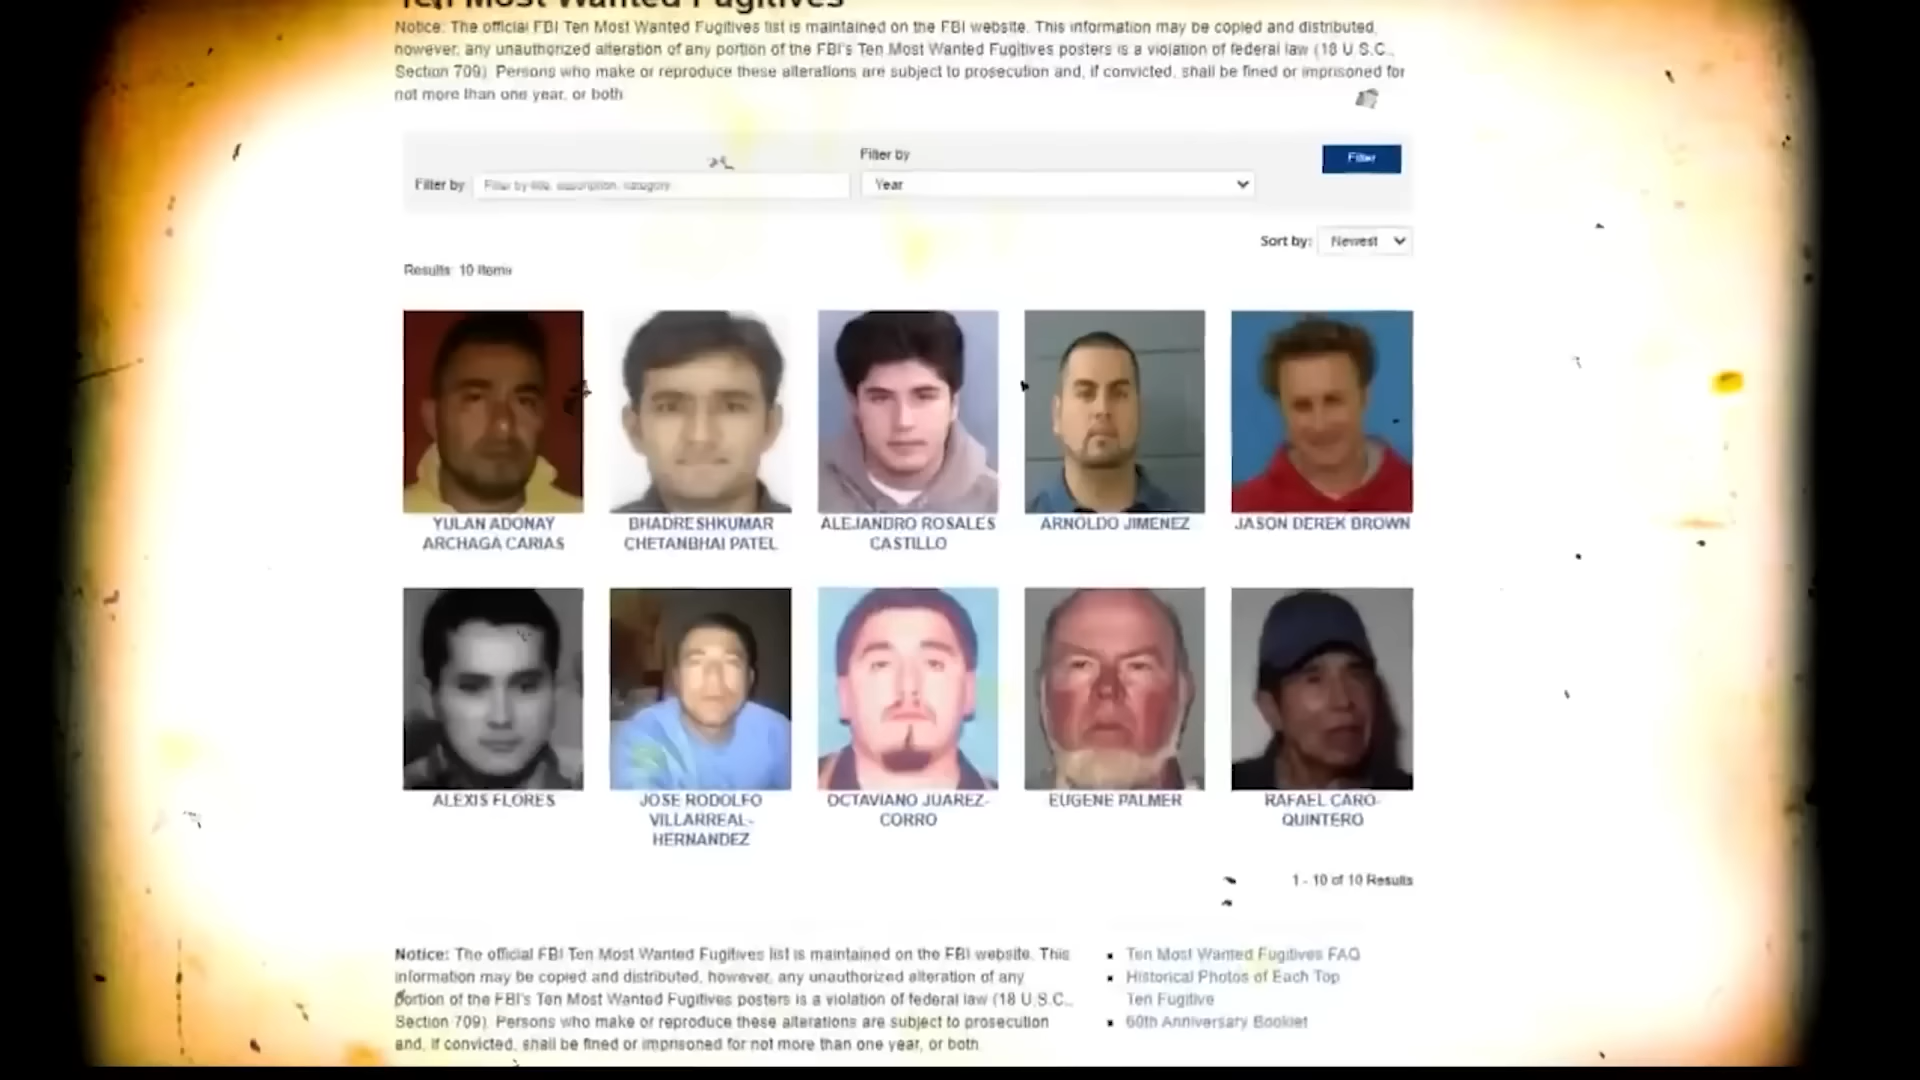 Ten Most Wanted Fugitives
Notice: The official FBI Ten Most Wanted Fugitives list is maintained on the FBI website. This information may be copied and distributed,
however, any unauthorized alteration of any portion of the FBI's Ten Most Wanted Fugitives posters is a violation of federal law (18 U.S.C.,
Section 709). Persons who make or reproduce these alterations are subject to prosecution and, if convicted, shall be fined or imprisoned for
not more than one year, or both.
Filter by
Filter by
Filter by title, description, category
Year
Filter
Sort by:
Newest
Results: 10 Items
YULAN ADONAY
ARCHAGA CARIAS
BHADRESHKUMAR
CHETANBHAI PATEL
ALEJANDRO ROSALES
CASTILLO
ARNOLDO JIMENEZ
JASON DEREK BROWN
ALEXIS FLORES
JOSE RODOLFO
VILLARREAL-
HERNANDEZ
OCTAVIANO JUAREZ-
CORRO
EUGENE PALMER
RAFAEL CARO-
QUINTERO
1 - 10 of 10 Results
Notice: The official FBI Ten Most Wanted Fugitives list is maintained on the FBI website. This
information may be copied and distributed, however, any unauthorized alteration of any
portion of the FBI's Ten Most Wanted Fugitives posters is a violation of federal law (18 U.S.C.,
Section 709). Persons who make or reproduce these alterations are subject to prosecution
and, if convicted, shall be fined or imprisoned for not more than one year, or both.
Ten Most Wanted Fugitives FAQ
Historical Photos of Each Top
Ten Fugitive
60th Anniversary Booklet